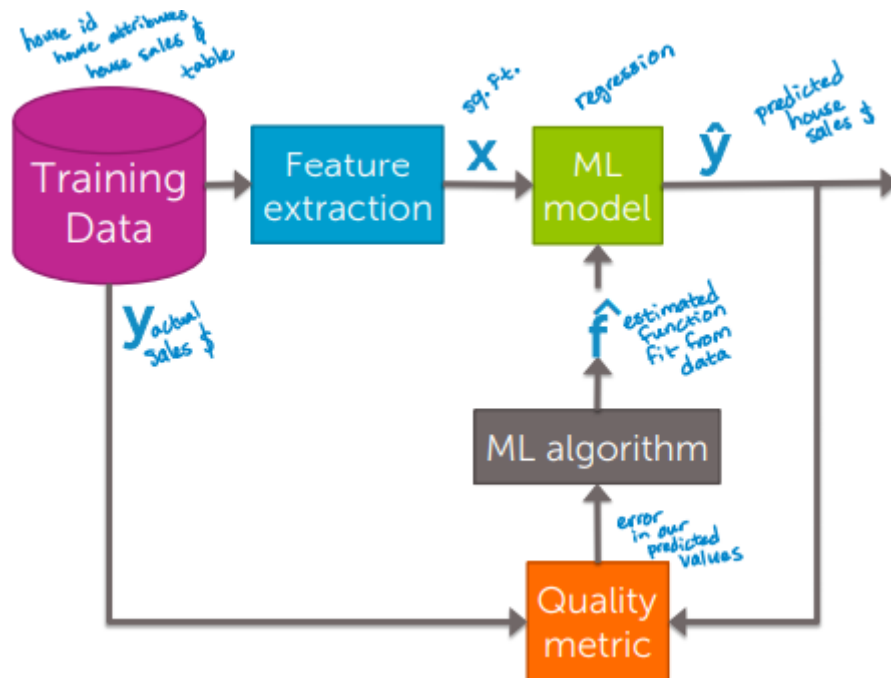 house id
house attributes
house sales $
table
Training
Data
Feature
extraction
sq.ft.
x
regression
ML
model
ŷ
predicted
house
sales $
y
actual
sales $
f̂
estimated
function
fit from
data
ML algorithm
error
in our
predicted
values
Quality
metric